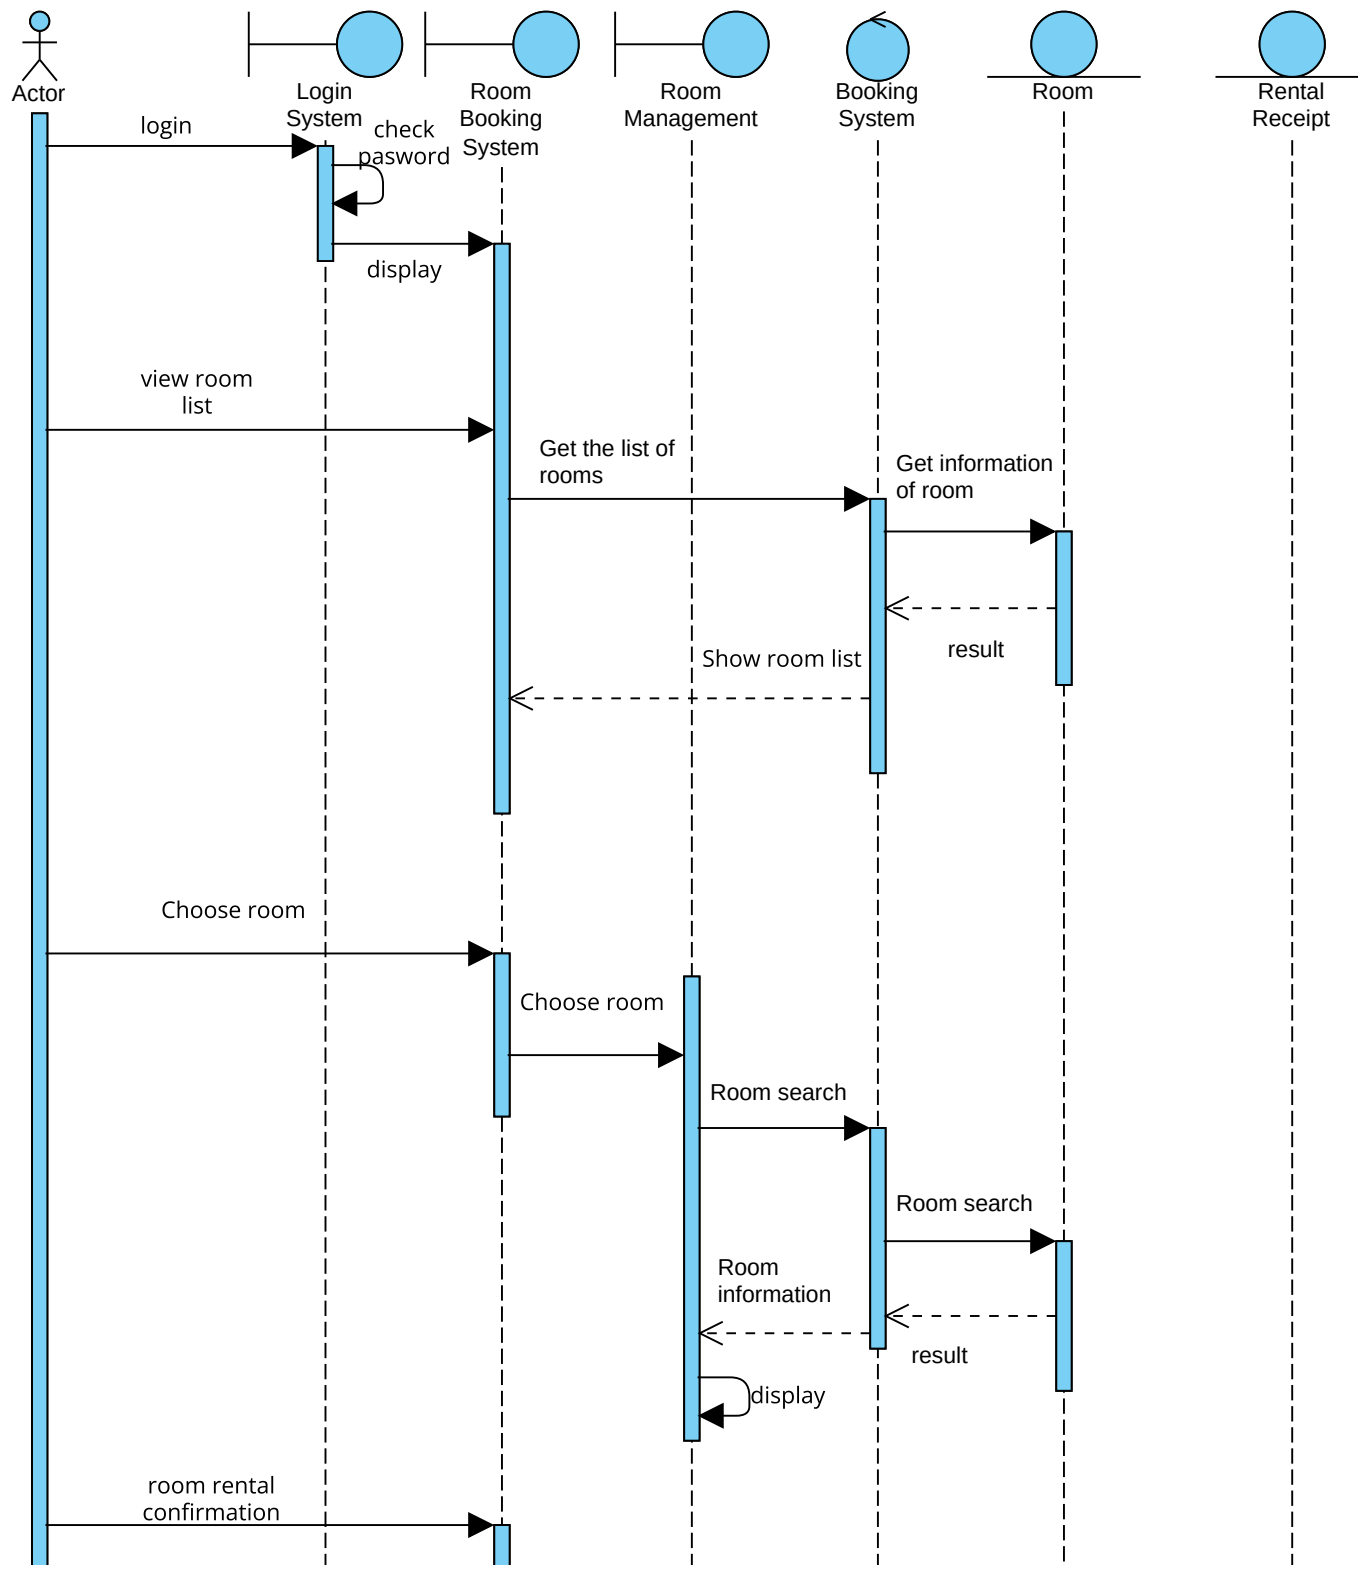 Actor
Login
System
Room
Booking
System
Room
Management
Booking
System
Room
Rental
Receipt
login
check
pasword
display
view room
list
Get the list of
rooms
Get information
of room
result
Show room list
Choose room
Choose room
Room search
Room search
Room
information
result
display
room rental
confirmation